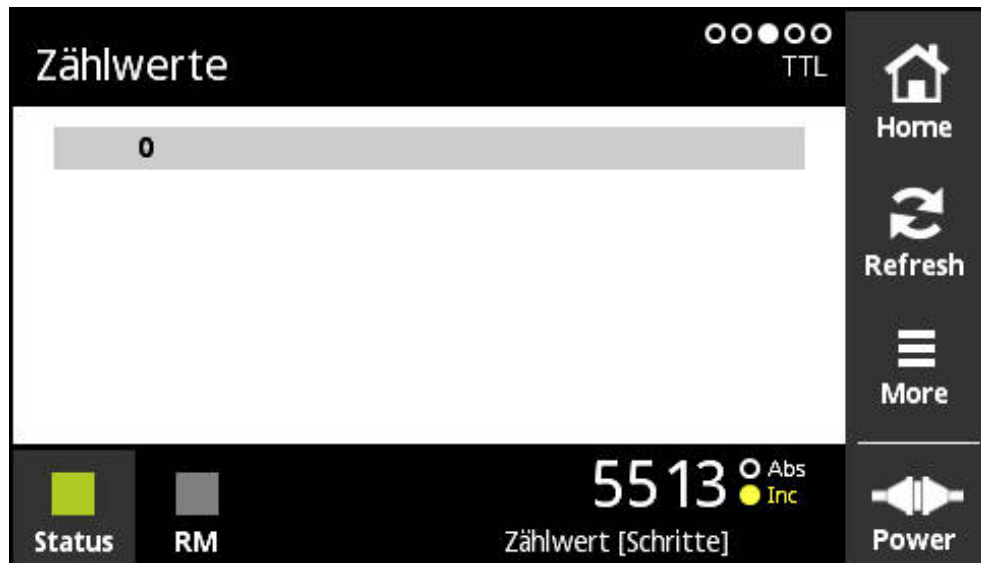 Zählwerte
TTL
Home
0
Refresh
More
5513
Abs
Inc
Status
RM
Zählwert [Schritte]
Power